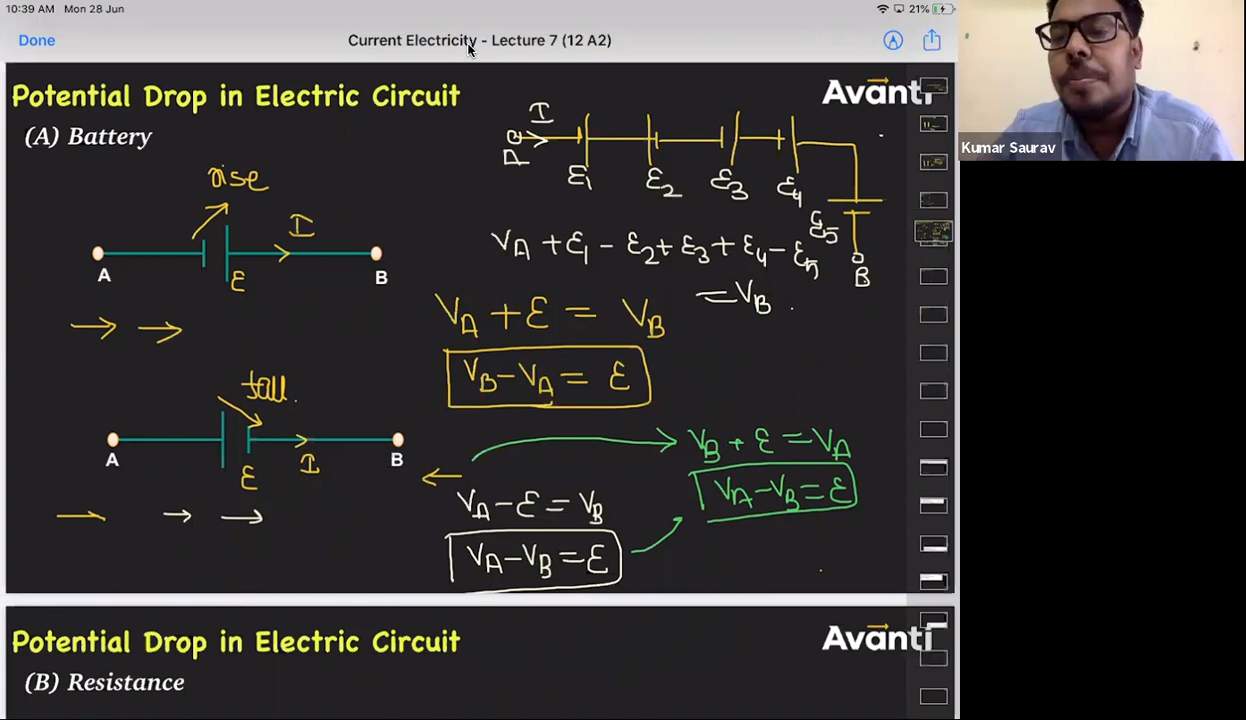 10:39 AM Mon 28 Jun
21%
Done
Current Electricity - Lecture 7 (12 A2)
Potential Drop in Electric Circuit
Avanti
(A) Battery
Kumar Saurav
I
A
ε1 ε2 ε3 ε4
ε5
B
rise
I
A
ε
B
VA + ε1 - ε2 + ε3 + ε4 - ε5
= VB
VA + ε = VB
VB - VA = ε
fall
A
ε
I
B
VB + ε = VA
VA - VB = ε
VA - ε = VB
VA - VB = ε
Potential Drop in Electric Circuit
Avanti
(B) Resistance